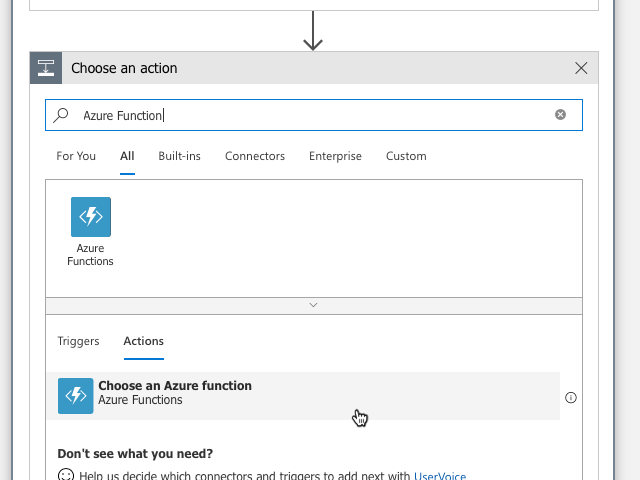 Choose an action
Azure Function
For You All Built-ins Connectors Enterprise Custom
Azure
Functions
Triggers Actions
Choose an Azure function
Azure Functions
Don't see what you need?
Help us decide which connectors and triggers to add next with UserVoice